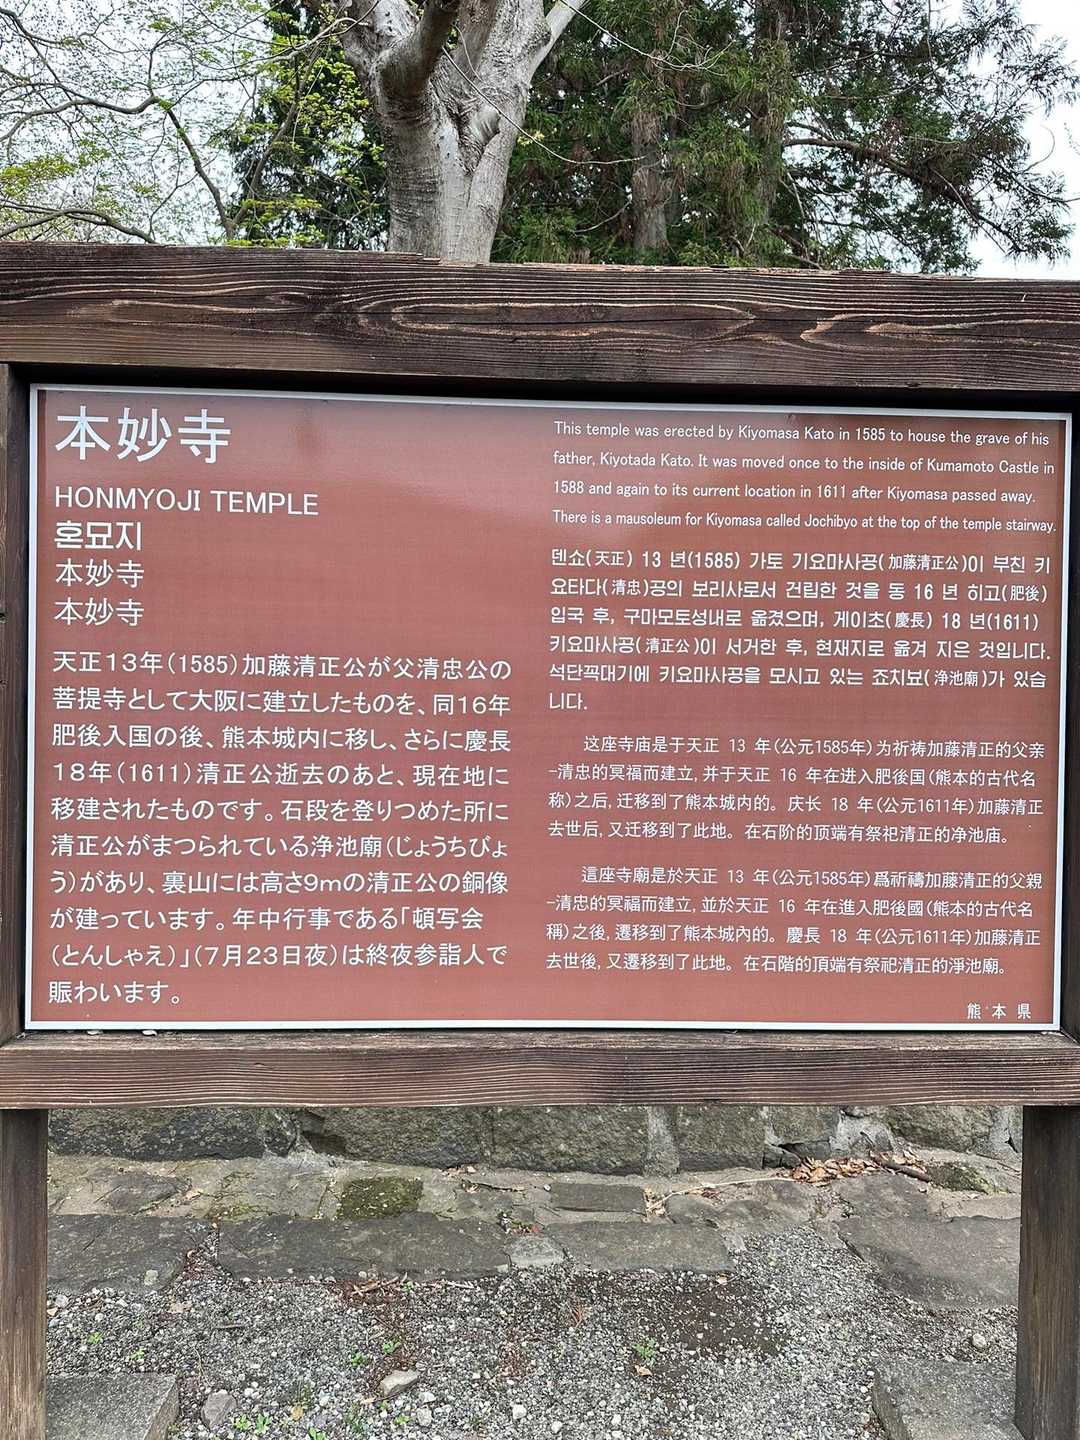 本妙寺
HONMYOJI TEMPLE
혼묘지
本妙寺
本妙寺
天正13年(1585)加藤清正公が父清忠公の
菩提寺として大阪に建立したものを、同16年
肥後入国の後、熊本城内に移し、さらに慶長
18年(1611)清正公逝去のあと、現在地に
移建されたものです。石段を登りつめた所に
清正公がまつられている浄池廟(じょうちびょ
う)があり、裏山には高さ9mの清正公の銅像
が建っています。年中行事である「頓写会
(とんしゃえ)」(7月23日夜)は終夜参詣人で
賑わいます。
This temple was erected by Kiyomasa Kato in 1585 to house the grave of his
father, Kiyotada Kato. It was moved once to the inside of Kumamoto Castle in
1588 and again to its current location in 1611 after Kiyomasa passed away.
There is a mausoleum for Kiyomasa called Jochibyo at the top of the temple stairway.
덴쇼(天正) 13 년(1585) 가토 기요마사공(加藤清正公)이 부친 키
요타다(清忠)공의 보리사로서 건립한 것을 동 16 년 히고(肥後)
입국 후, 구마모토성내로 옮겼으며, 게이쵸(慶長) 18 년(1611)
키요마사공(清正公)이 서거한 후, 현재지로 옮겨 지은 것입니다.
석단꼭대기에 키요마사공을 모시고 있는 죠치뵤(浄池廟)가 있습
니다.
这座寺庙是于天正 13 年(公元1585年)为祈祷加藤清正的父亲
-清忠的冥福而建立, 并于天正 16 年在进入肥後国(熊本的古代名
称)之后, 迁移到了熊本城内的。庆长 18 年(公元1611年)加藤清正
去世后, 又迁移到了此地。在石阶的顶端有祭祀清正的净池庙。
這座寺廟是於天正 13 年(公元1585年)爲祈禱加藤清正的父親
-清忠的冥福而建立, 並於天正 16 年在進入肥後國(熊本的古代名
稱)之後, 遷移到了熊本城內的。慶長 18 年(公元1611年)加藤清正
去世後, 又遷移到了此地。在石階的頂端有祭祀清正的淨池廟。
熊本県